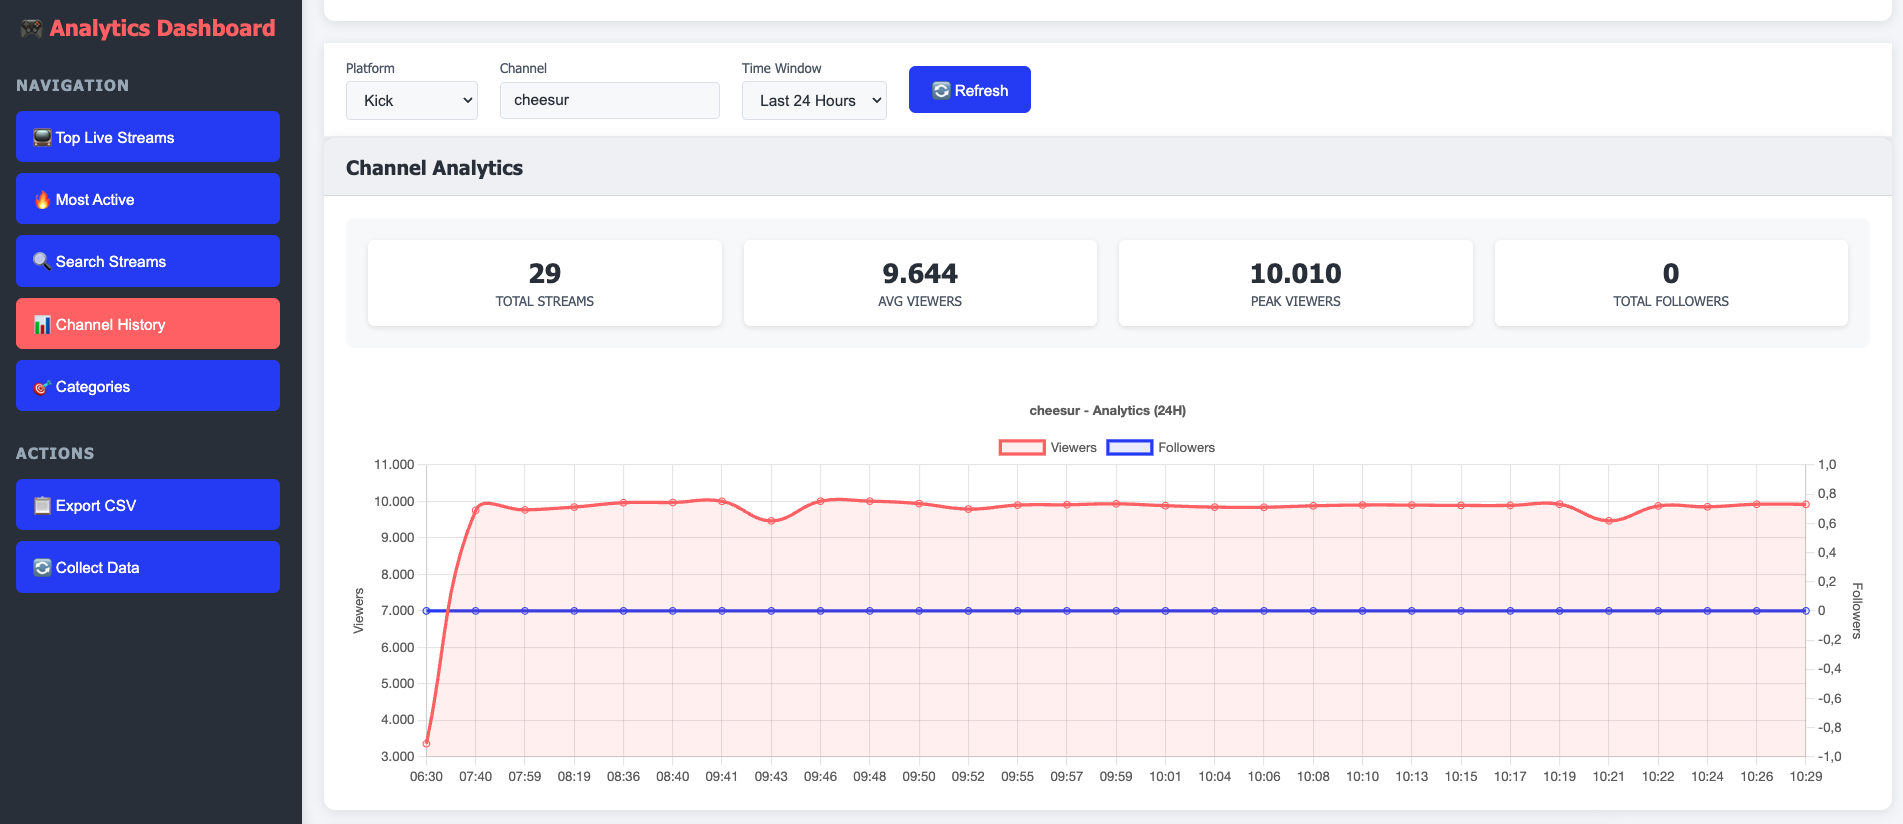 Analytics Dashboard
NAVIGATION
Top Live Streams
Most Active
Search Streams
Channel History
Categories
ACTIONS
Export CSV
Collect Data
Platform
Channel
Time Window
Kick
cheesur
Last 24 Hours
Refresh
Channel Analytics
29
TOTAL STREAMS
9.644
AVG VIEWERS
10.010
PEAK VIEWERS
0
TOTAL FOLLOWERS
cheesur - Analytics (24H)
Viewers
Followers
Viewers
11.000
10.000
9.000
8.000
7.000
6.000
5.000
4.000
3.000
1,0
0,8
0,6
0,4
0,2
0
-0,2
-0,4
-0,6
-0,8
-1,0
Followers
06:30 07:40 07:59 08:19 08:36 08:40 09:41 09:43 09:46 09:48 09:50 09:52 09:55 09:57 09:59 10:01 10:04 10:06 10:08 10:10 10:13 10:15 10:17 10:19 10:21 10:22 10:24 10:26 10:29